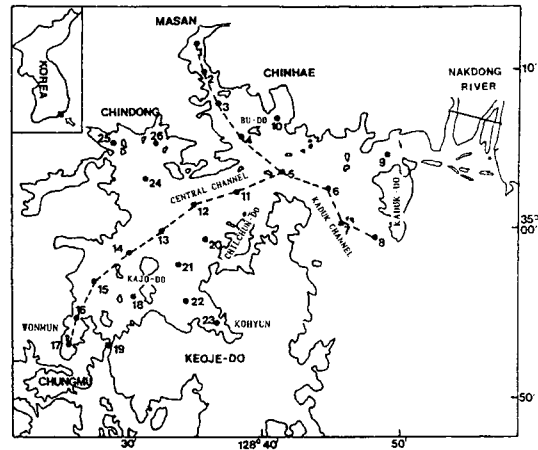 MASAN
KOREA
1
2
10'
CHINHAE
NAKDONG
RIVER
3
CHINDONG
BU-DO
10
4
25
26
9
24
5
CENTRAL CHANNEL
11
6
KADUK-DO
12
KADUK CHANNEL
7
35°
00'
8
13
20
CHILCHUN-DO
14
21
KAJO-DO
15
18
22
WONMUN
16
23
KOHYUN
17
19
KEOJE-DO
CHUNGMU
50'
30'
128° 40'
50'